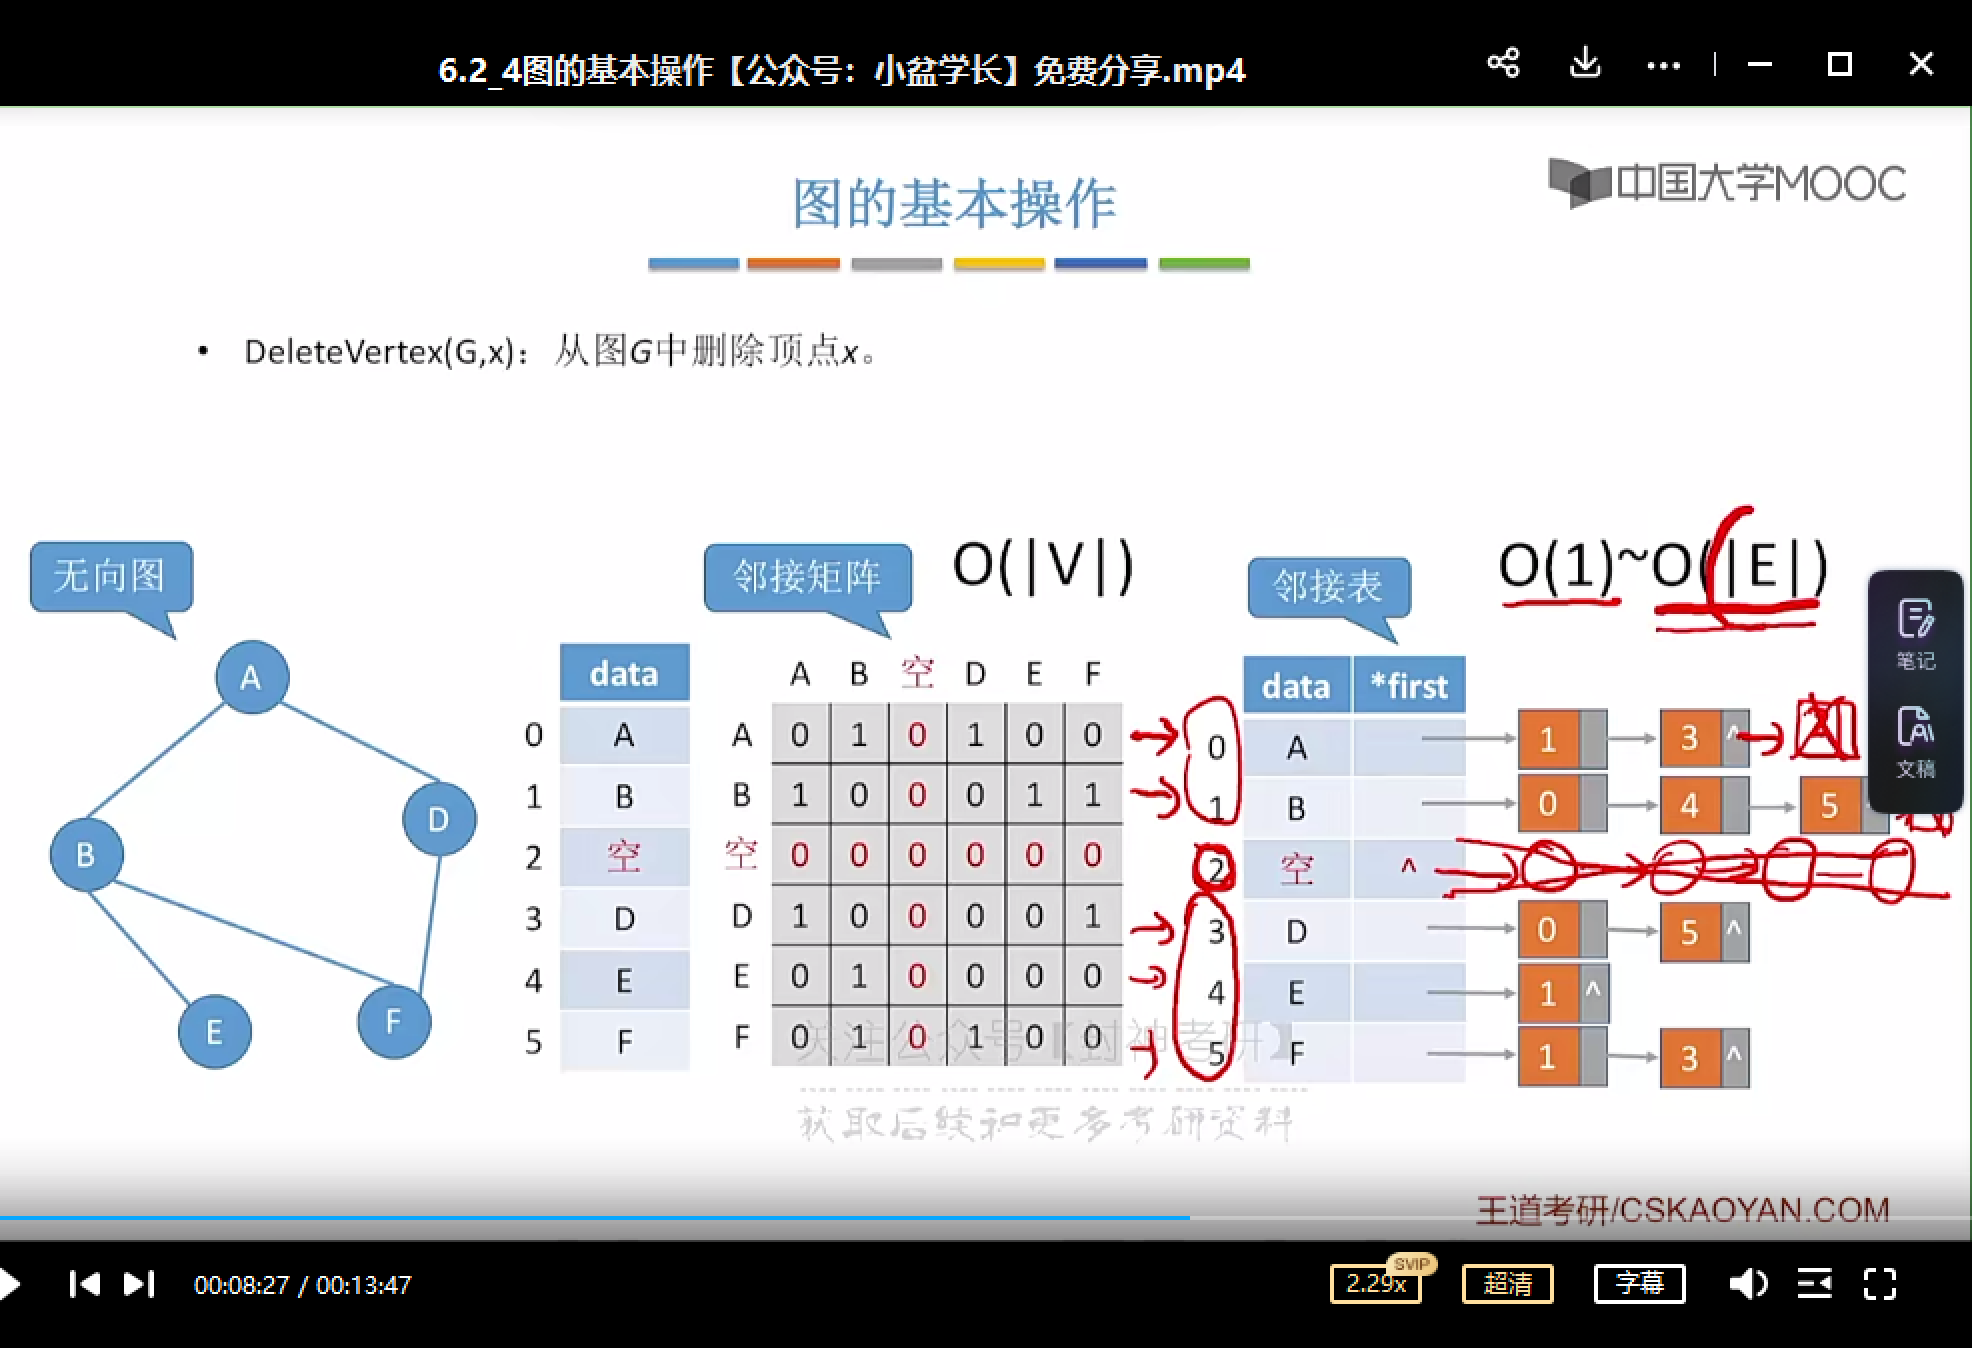 6.2_4图的基本操作【公众号：小盆学长】免费分享.mp4
中国大学MOOC
图的基本操作
• DeleteVertex(G,x)：从图G中删除顶点x。
无向图
A
B
D
E
F
邻接矩阵
O(|V|)
data
0 A
1 B
2 空
3 D
4 E
5 F
A B 空 D E F
A 0 1 0 1 0 0
B 1 0 0 0 1 1
空 0 0 0 0 0 0
D 1 0 0 0 0 1
E 0 1 0 0 0 0
F 0 1 0 1 0 0
邻接表
O(1)~O(|E|)
data *first
0 A 1 3 ^
1 B 0 4 5
2 空 ^
3 D 0 5 ^
4 E 1 ^
5 F 1 3 ^
笔记
文稿
关注公众号【封神考研】
获取后续和更多考研资料
王道考研/CSKAOYAN.COM
00:08:27 / 00:13:47
2.29x
SVIP
超清
字幕